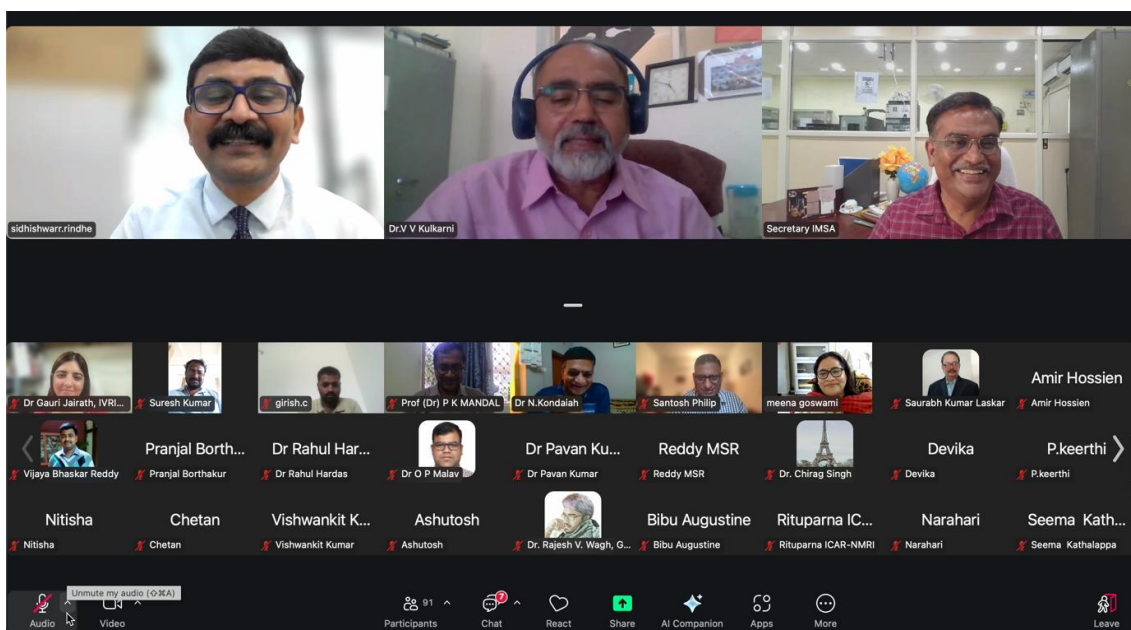 sidhishwarr.rindhe
Dr.V V Kulkarni
Secretary IMSA
Dr Gauri Jairath, IVRI...
Suresh Kumar
girish.c
Prof (Dr) P K MANDAL
Dr N.Kondaiah
Santosh Philip
meena goswami
Saurabh Kumar Laskar
Amir Hossien
Amir Hossien
Vijaya Bhaskar Reddy
Pranjal Borth...
Pranjal Borthakur
Dr Rahul Har...
Dr Rahul Hardas
Dr O P Malav
Dr Pavan Ku...
Dr Pavan Kumar
Reddy MSR
Reddy MSR
Dr. Chirag Singh
Devika
Devika
P.keerthi
P.keerthi
Nitisha
Nitisha
Chetan
Chetan
Vishwankit K...
Vishwankit Kumar
Ashutosh
Ashutosh
Dr. Rajesh V. Wagh, G...
Bibu Augustine
Bibu Augustine
Rituparna IC...
Rituparna ICAR-NMRI
Narahari
Narahari
Seema Kath...
Seema Kathalappa
Unmute my audio (⇧⌘A)
Audio
Video
91
Participants
7
Chat
React
Share
AI Companion
Apps
More
Leave